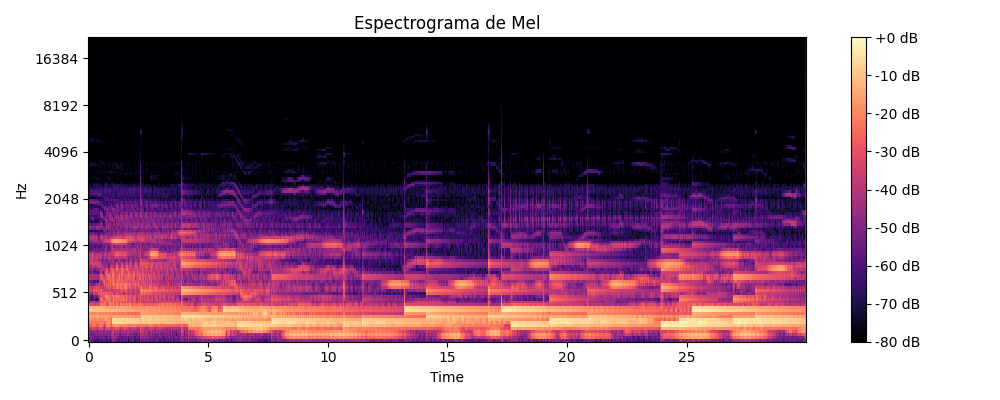 Espectrograma de Mel
Hz
16384
8192
4096
2048
1024
512
0
0 5 10 15 20 25
Time
+0 dB
-10 dB
-20 dB
-30 dB
-40 dB
-50 dB
-60 dB
-70 dB
-80 dB